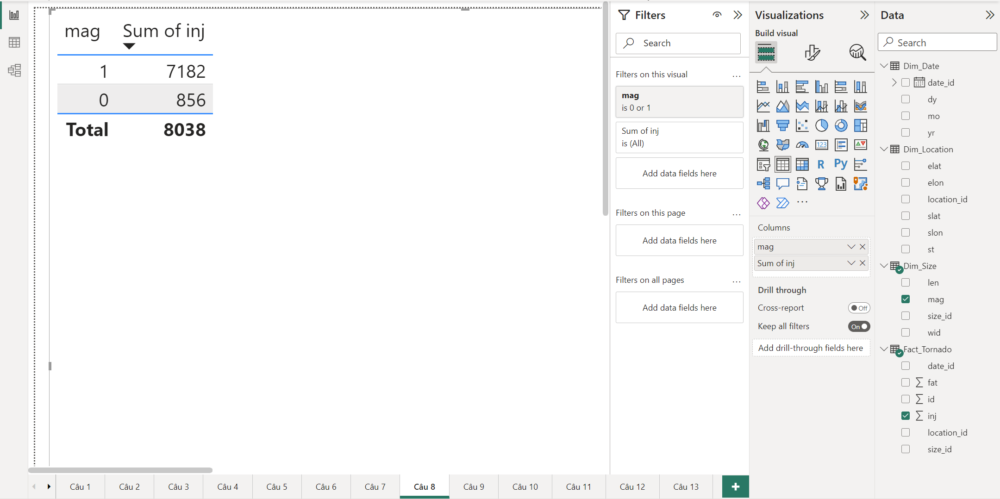 mag Sum of inj
1 7182
0 856
Total 8038
Filters
Search
Filters on this visual ...
mag
is 0 or 1
Sum of inj
is (All)
Add data fields here
Filters on this page ...
Add data fields here
Filters on all pages ...
Add data fields here
Visualizations
Build visual
123
R Py
...
Columns
mag
Sum of inj
Drill through
Cross-report Off
Keep all filters On
Add drill-through fields here
Data
Search
Dim_Date
date_id
dy
mo
yr
Dim_Location
elat
elon
location_id
slat
slon
st
Dim_Size
len
mag
size_id
wid
Fact_Tornado
date_id
∑ fat
∑ id
∑ inj
location_id
size_id
Câu 1 Câu 2 Câu 3 Câu 4 Câu 5 Câu 6 Câu 7 Câu 8 Câu 9 Câu 10 Câu 11 Câu 12 Câu 13 +